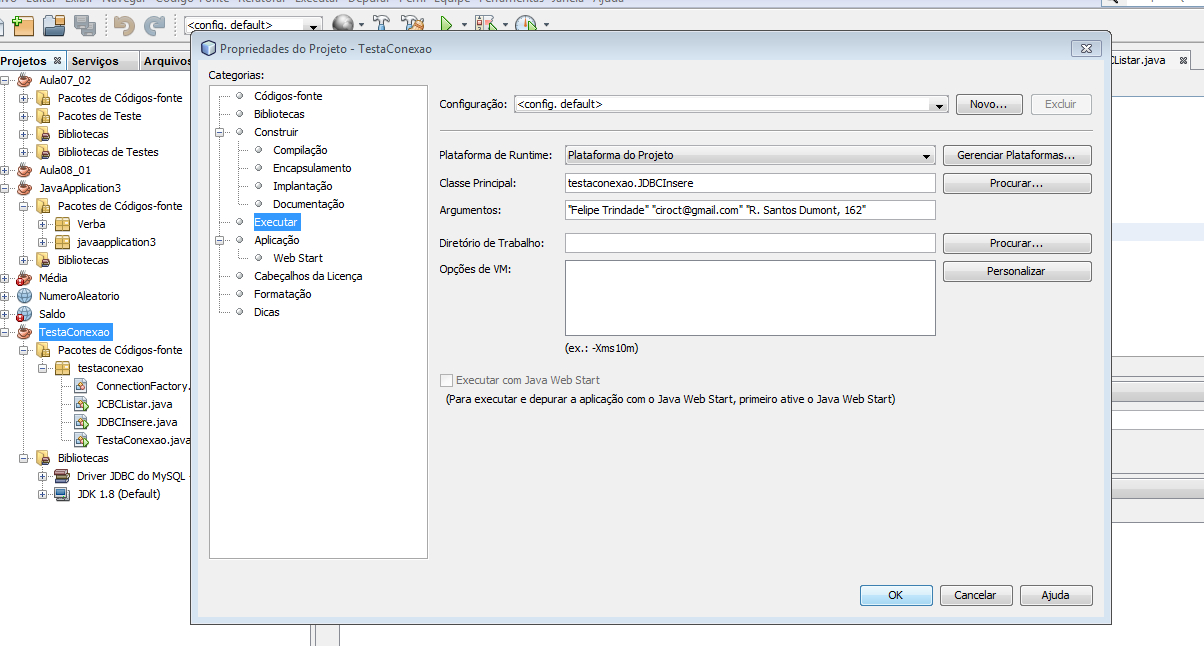 <config. default>
Projetos
Serviços
Arquivos
Listar.java
Aula07_02
Pacotes de Códigos-fonte
Pacotes de Teste
Bibliotecas
Bibliotecas de Testes
Aula08_01
JavaApplication3
Pacotes de Códigos-fonte
Verba
javaapplication3
Bibliotecas
Média
NumeroAleatorio
Saldo
TestaConexao
Pacotes de Códigos-fonte
testaconexao
ConnectionFactory.
JCBCListar.java
JDBCInsere.java
TestaConexao.java
Bibliotecas
Driver JDBC do MySQL
JDK 1.8 (Default)
Propriedades do Projeto - TestaConexao
Categorias:
Códigos-fonte
Bibliotecas
Construir
Compilação
Encapsulamento
Implantação
Documentação
Executar
Aplicação
Web Start
Cabeçalhos da Licença
Formatação
Dicas
Configuração: <config. default> Novo... Excluir
Plataforma de Runtime: Plataforma do Projeto Gerenciar Plataformas...
Classe Principal: testaconexao.JDBCInsere Procurar...
Argumentos: "Felipe Trindade" "ciroct@gmail.com" "R. Santos Dumont, 162"
Diretório de Trabalho: Procurar...
Opções de VM: Personalizar
(ex.: -Xms10m)
Executar com Java Web Start
(Para executar e depurar a aplicação com o Java Web Start, primeiro ative o Java Web Start)
OK Cancelar Ajuda